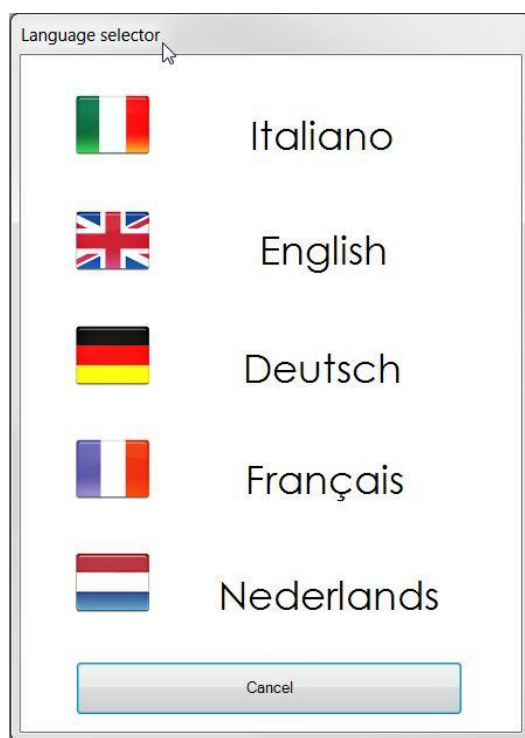 Language selector
Italiano
English
Deutsch
Français
Nederlands
Cancel